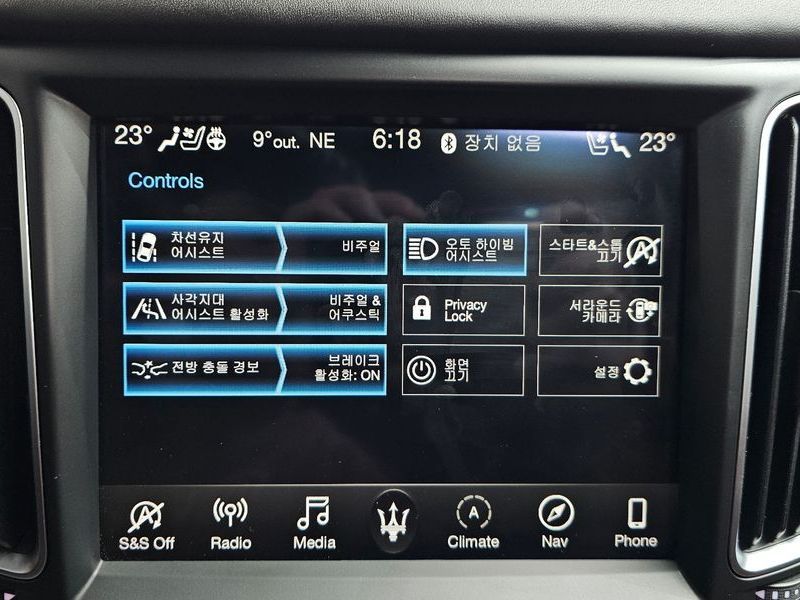 23° 9°out. NE 6:18 장치 없음 23°
Controls
차선유지
어시스트
비주얼
오토 하이빔
어시스트
스타트&스톱
끄기
사각지대
어시스트 활성화
비주얼 &
어쿠스틱
Privacy
Lock
서라운드
카메라
전방 충돌 경보
브레이크
활성화: ON
화면
끄기
설정
S&S Off Radio Media A Climate Nav Phone